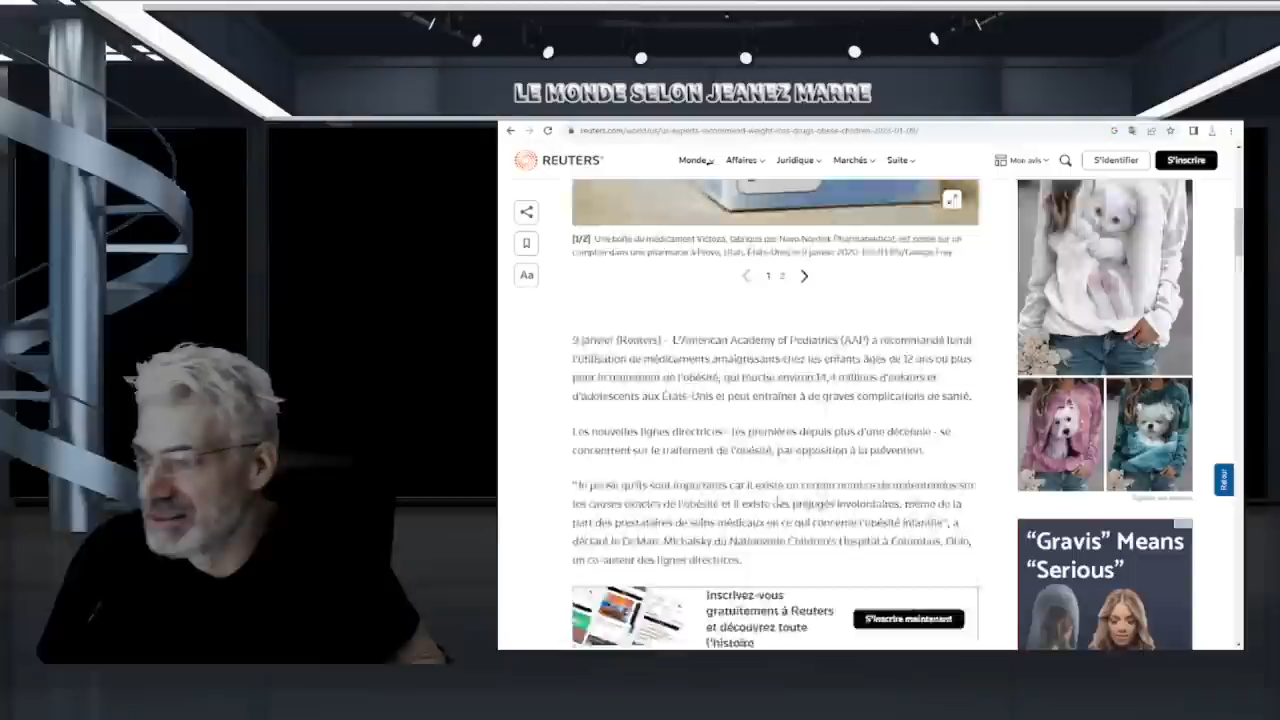 LE MONDE SELON JEANEZ MARRE
reuters.com/world/us/us-experts-recommend-weight-loss-drugs-obese-children-2023-01-09/
REUTERS
Monde
Affaires
Juridique
Marchés
Suite
Mon avis
S'identifier
S'inscrire
Aa
[1/2] Une boîte du médicament Victoza, fabriqué par Novo Nordisk Pharmaceutical, est posée sur un
comptoir dans une pharmacie à Provo, Utah, États-Unis, le 9 janvier 2020. REUTERS/George Frey
1 2
9 janvier (Reuters) - L'American Academy of Pediatrics (AAP) a recommandé lundi
l'utilisation de médicaments amaigrissants chez les enfants âgés de 12 ans ou plus
pour le traitement de l'obésité, qui touche environ 14,4 millions d'enfants et
d'adolescents aux États-Unis et peut entraîner de graves complications de santé.
Les nouvelles lignes directrices - les premières depuis plus d'une décennie - se
concentrent sur le traitement de l'obésité, par opposition à la prévention.
"Je pense qu'ils sont importants car il existe un certain nombre de malentendus sur
les causes exactes de l'obésité et il existe des préjugés involontaires, même de la
part des prestataires de soins médicaux en ce qui concerne l'obésité infantile", a
déclaré le Dr Marc Michalsky du Nationwide Children's Hospital à Columbus, Ohio,
un co-auteur des lignes directrices.
Inscrivez-vous
gratuitement à Reuters
et découvrez toute
l'histoire
S'inscrire maintenant
Retour
"Gravis" Means
"Serious"